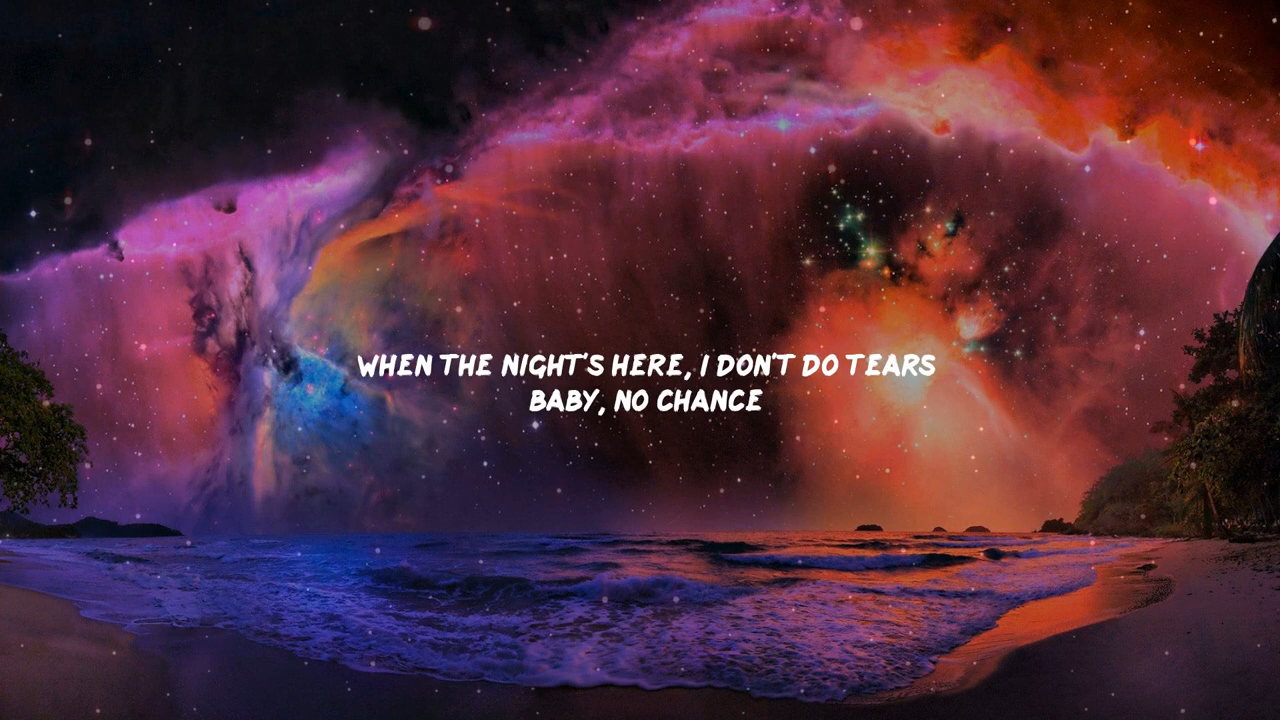 WHEN THE NIGHT'S HERE, I DON'T DO TEARS
BABY, NO CHANCE